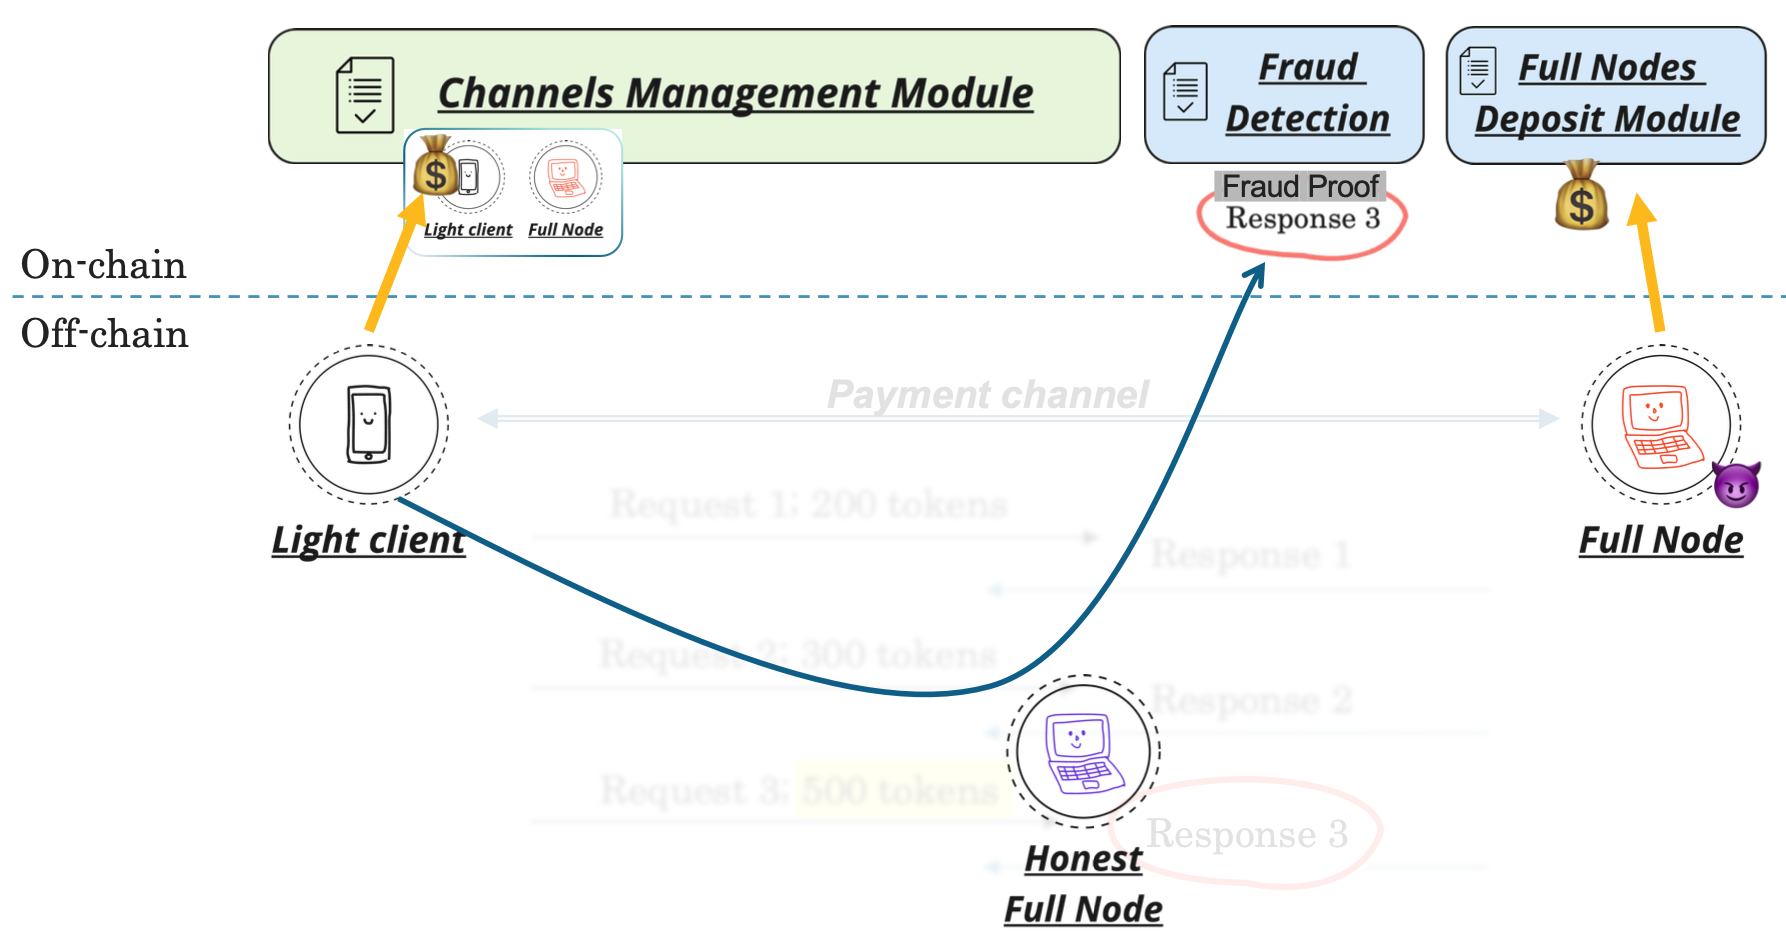 Channels Management Module
Fraud
Detection
Full Nodes
Deposit Module
Light client
Full Node
Fraud Proof
Response 3
On-chain
Off-chain
Payment channel
Light client
Full Node
Request 1; 200 tokens
Response 1
Request 2; 300 tokens
Response 2
Request 3; 500 tokens
Response 3
Honest
Full Node